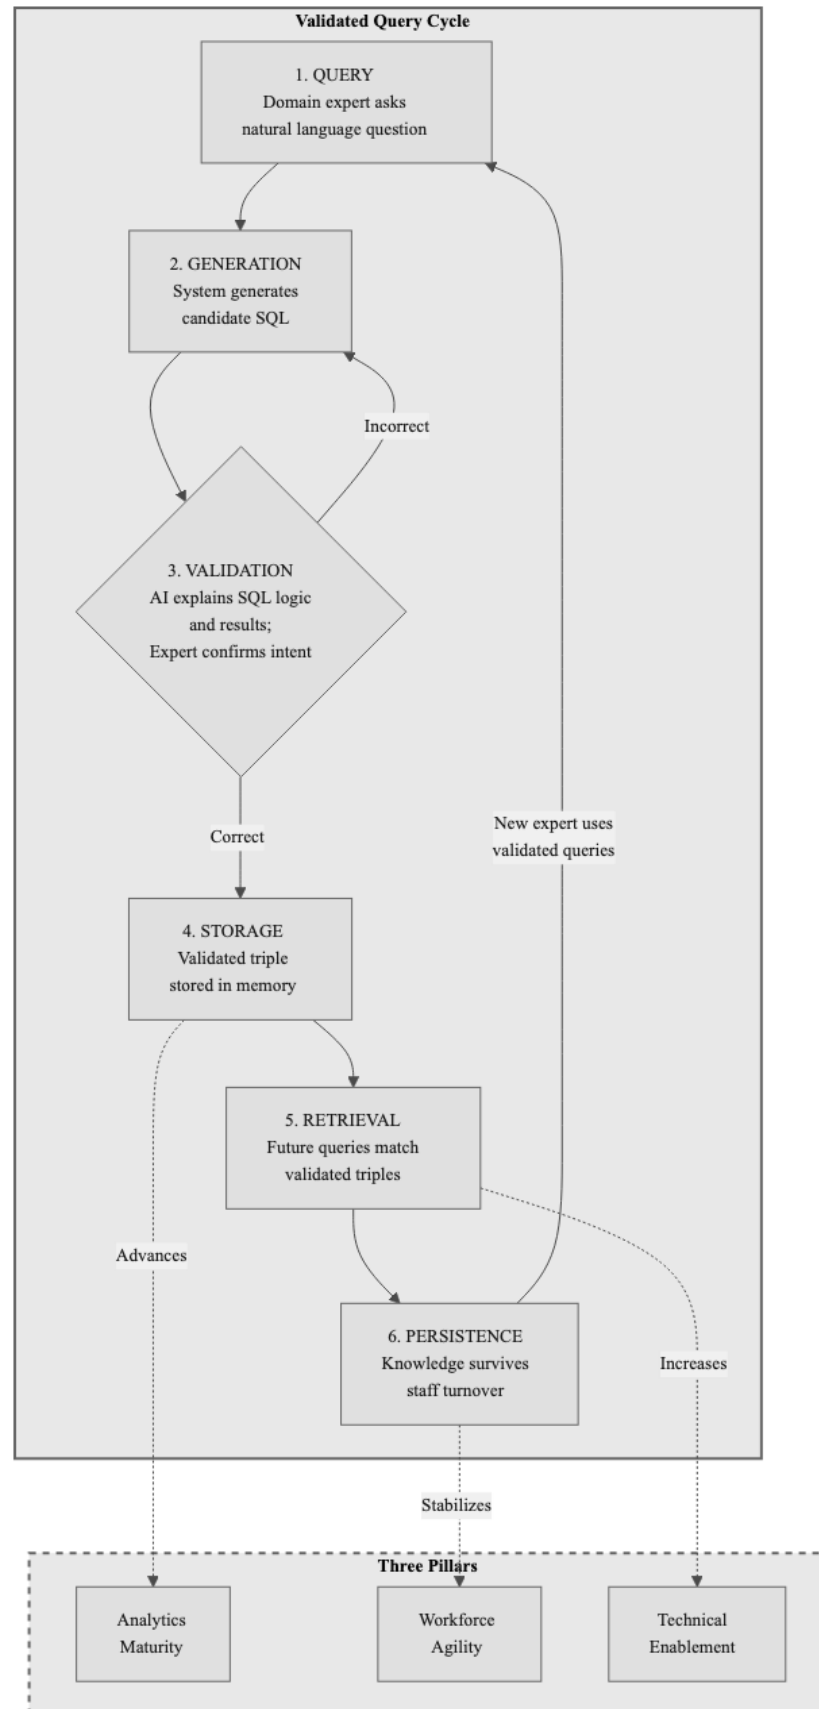 Validated Query Cycle
1. QUERY
Domain expert asks
natural language question
2. GENERATION
System generates
candidate SQL
Incorrect
3. VALIDATION
AI explains SQL logic
and results;
Expert confirms intent
New expert uses
validated queries
Correct
4. STORAGE
Validated triple
stored in memory
5. RETRIEVAL
Future queries match
validated triples
Advances
6. PERSISTENCE
Knowledge survives
staff turnover
Increases
Stabilizes
Three Pillars
Analytics
Maturity
Workforce
Agility
Technical
Enablement